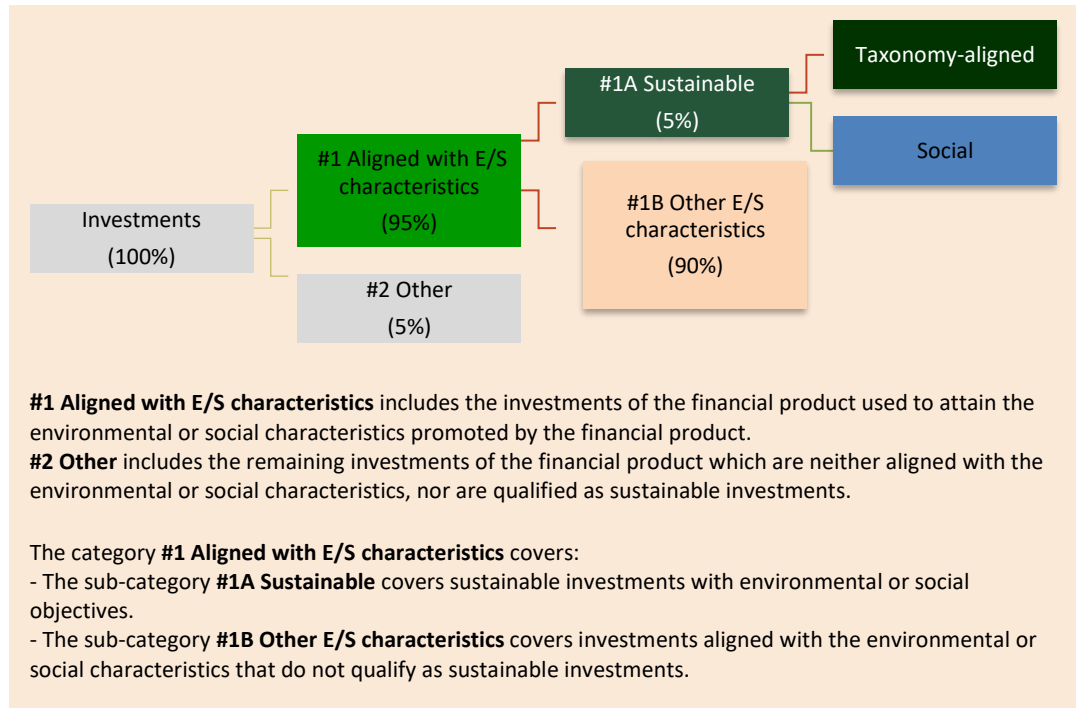 Taxonomy-aligned
#1A Sustainable
(5%)
Social
#1 Aligned with E/S
characteristics
(95%)
#1B Other E/S
characteristics
(90%)
Investments
(100%)
#2 Other
(5%)
#1 Aligned with E/S characteristics includes the investments of the financial product used to attain the
environmental or social characteristics promoted by the financial product.
#2 Other includes the remaining investments of the financial product which are neither aligned with the
environmental or social characteristics, nor are qualified as sustainable investments.
The category #1 Aligned with E/S characteristics covers:
- The sub-category #1A Sustainable covers sustainable investments with environmental or social
objectives.
- The sub-category #1B Other E/S characteristics covers investments aligned with the environmental or
social characteristics that do not qualify as sustainable investments.